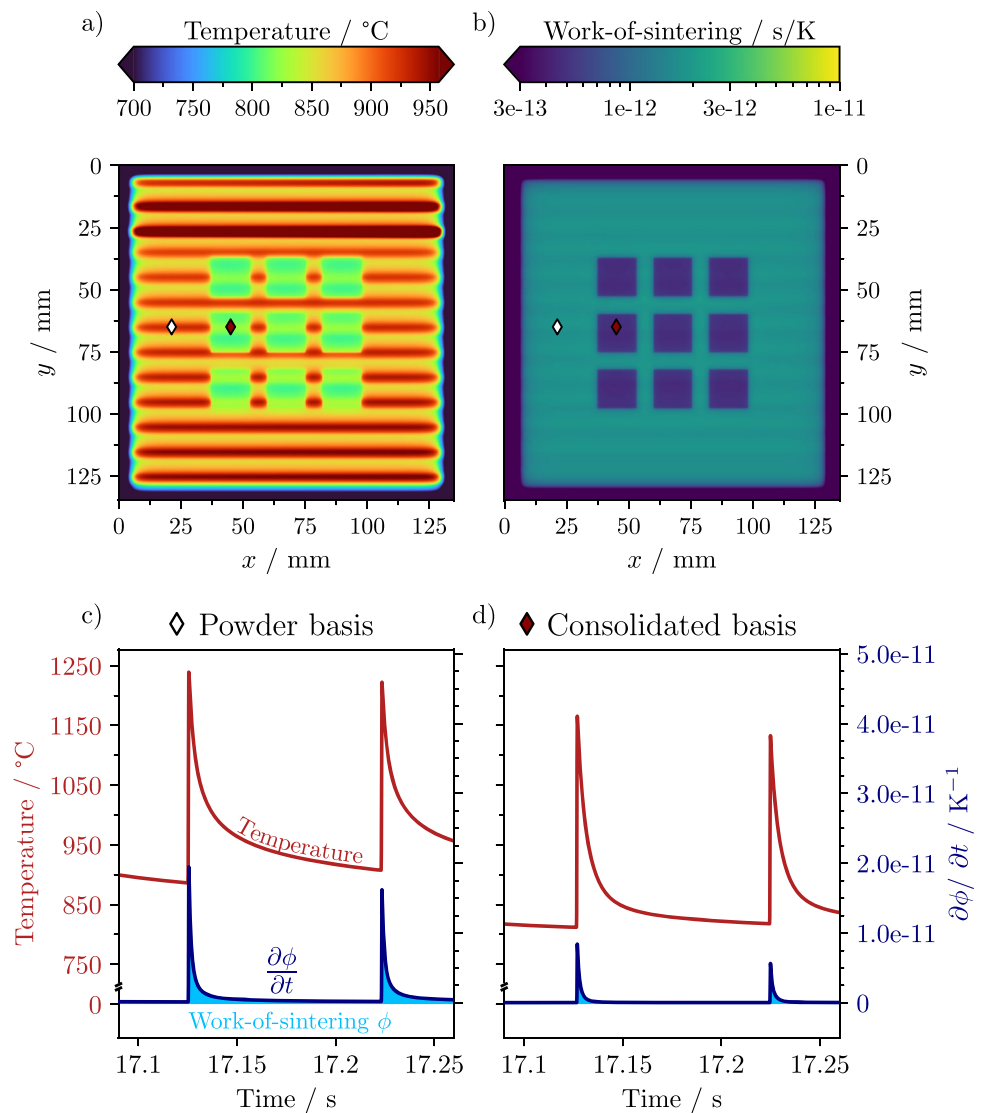 a) Temperature / °C
700 750 800 850 900 950
b) Work-of-sintering / s/K
3e-13 1e-12 3e-12 1e-11
0
25
50
75
100
125
y / mm
0 25 50 75 100 125
x / mm
0
25
50
75
100
125
y / mm
0 25 50 75 100 125
x / mm
c) Powder basis
1250
1150
1050
950
850
750
0
Temperature / °C
Temperature
∂ϕ
∂t
Work-of-sintering ϕ
17.1 17.15 17.2 17.25
Time / s
d) Consolidated basis
5.0e-11
4.0e-11
3.0e-11
2.0e-11
1.0e-11
0
∂ϕ/ ∂t / K⁻¹
17.1 17.15 17.2 17.25
Time / s